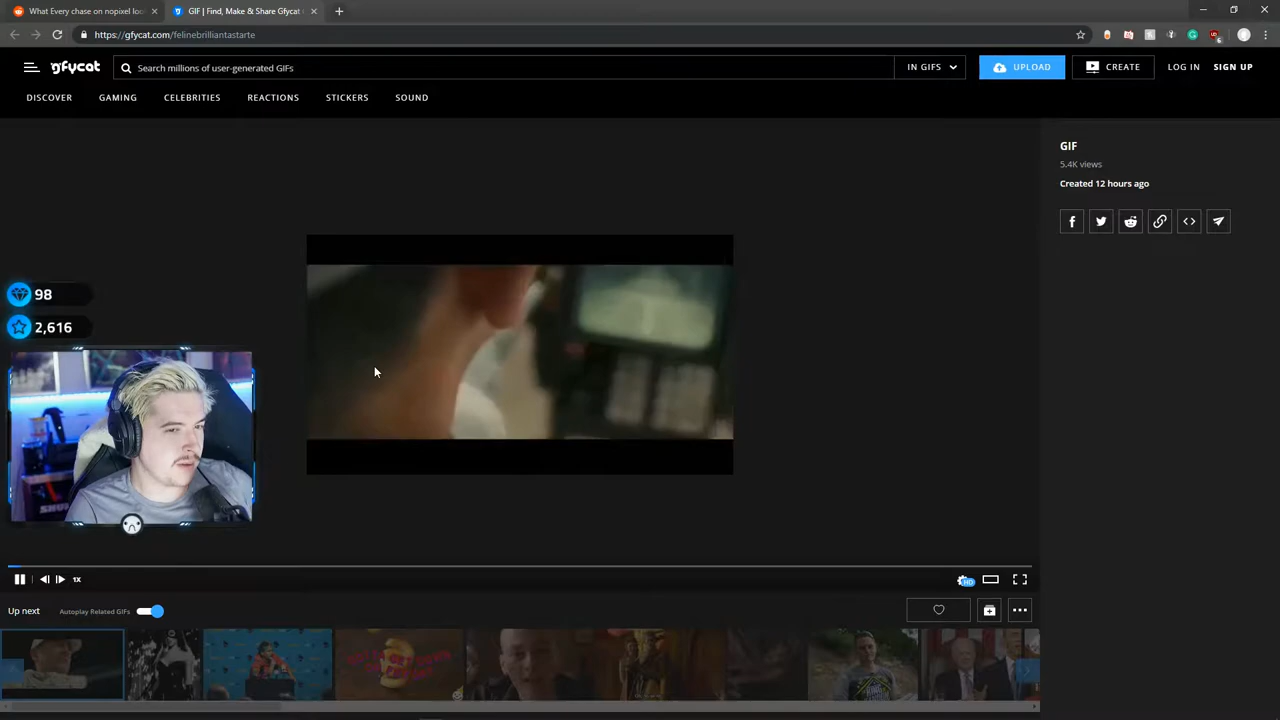 What Every chase on nopixel loo
GIF | Find, Make & Share Gfycat G
https://gfycat.com/felinebrilliantastarte
gfycat
Search millions of user-generated GIFs
IN GIFS
UPLOAD
CREATE
LOG IN
SIGN UP
DISCOVER
GAMING
CELEBRITIES
REACTIONS
STICKERS
SOUND
GIF
5.4K views
Created 12 hours ago
98
2,616
1X
HD
Up next
Autoplay Related GIFs